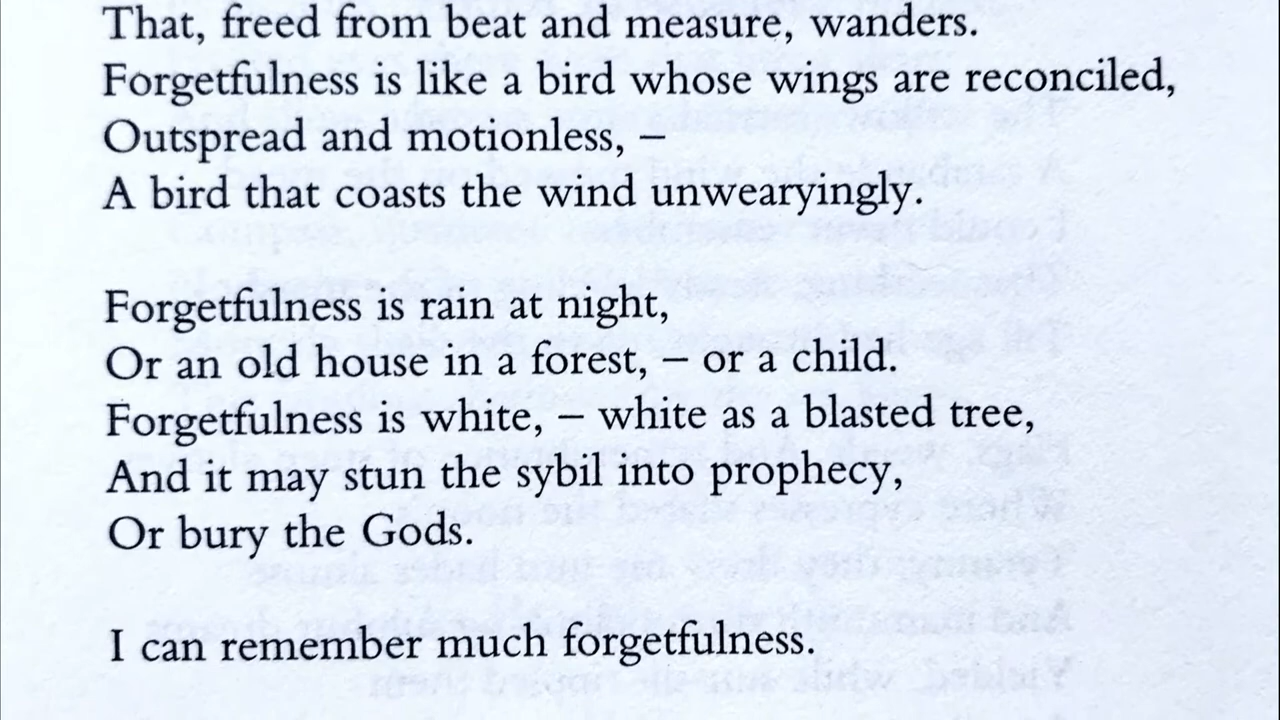 That, freed from beat and measure, wanders.
Forgetfulness is like a bird whose wings are reconciled,
Outspread and motionless, –
A bird that coasts the wind unwearyingly.
Forgetfulness is rain at night,
Or an old house in a forest, – or a child.
Forgetfulness is white, – white as a blasted tree,
And it may stun the sybil into prophecy,
Or bury the Gods.
I can remember much forgetfulness.